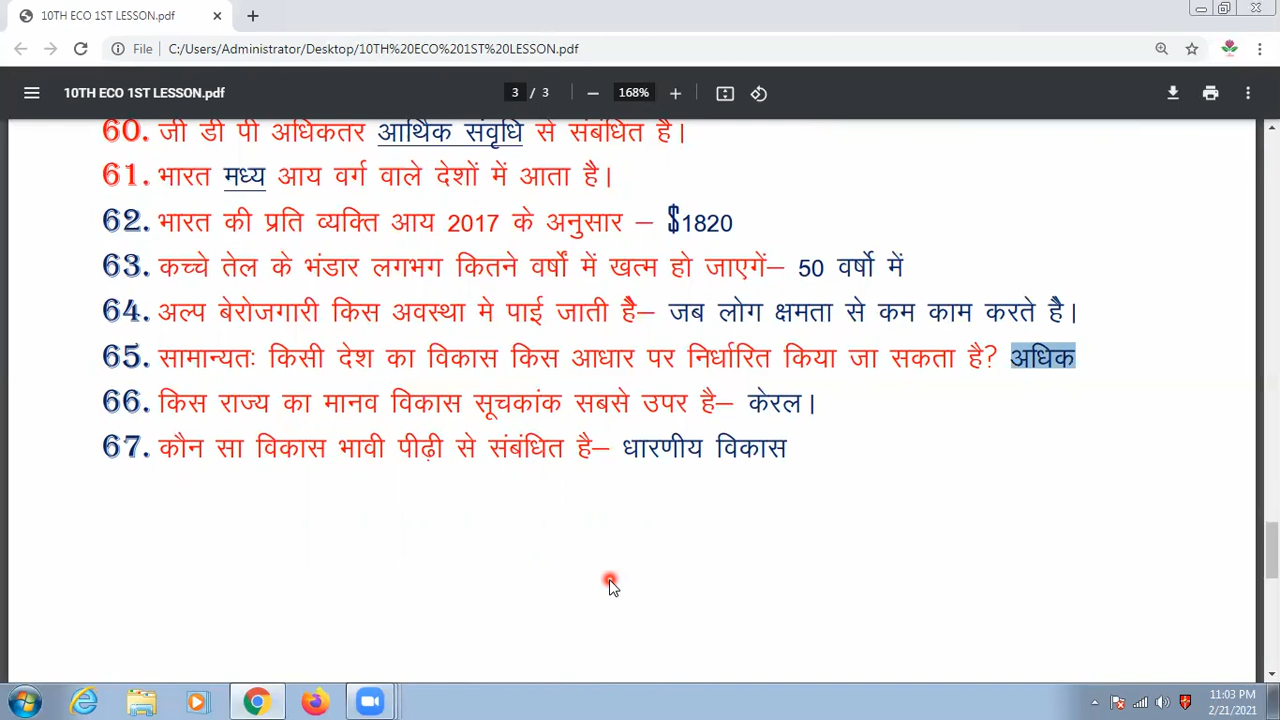 10TH ECO 1ST LESSON.pdf
File C:/Users/Administrator/Desktop/10TH%20ECO%201ST%20LESSON.pdf
10TH ECO 1ST LESSON.pdf 3 / 3 168%
60. जी डी पी अधिकतर आर्थिक संवृधि से संबंधित है।
61. भारत मध्य आय वर्ग वाले देशों में आता है।
62. भारत की प्रति व्यक्ति आय 2017 के अनुसार – $1820
63. कच्चे तेल के भंडार लगभग कितने वर्षों में खत्म हो जाएगें– 50 वर्षो में
64. अल्प बेरोजगारी किस अवस्था मे पाई जाती है– जब लोग क्षमता से कम काम करते है।
65. सामान्यतः किसी देश का विकास किस आधार पर निर्धारित किया जा सकता है? अधिक
66. किस राज्य का मानव विकास सूचकांक सबसे उपर है– केरल।
67. कौन सा विकास भावी पीढ़ी से संबंधित है– धारणीय विकास
11:03 PM
2/21/2021